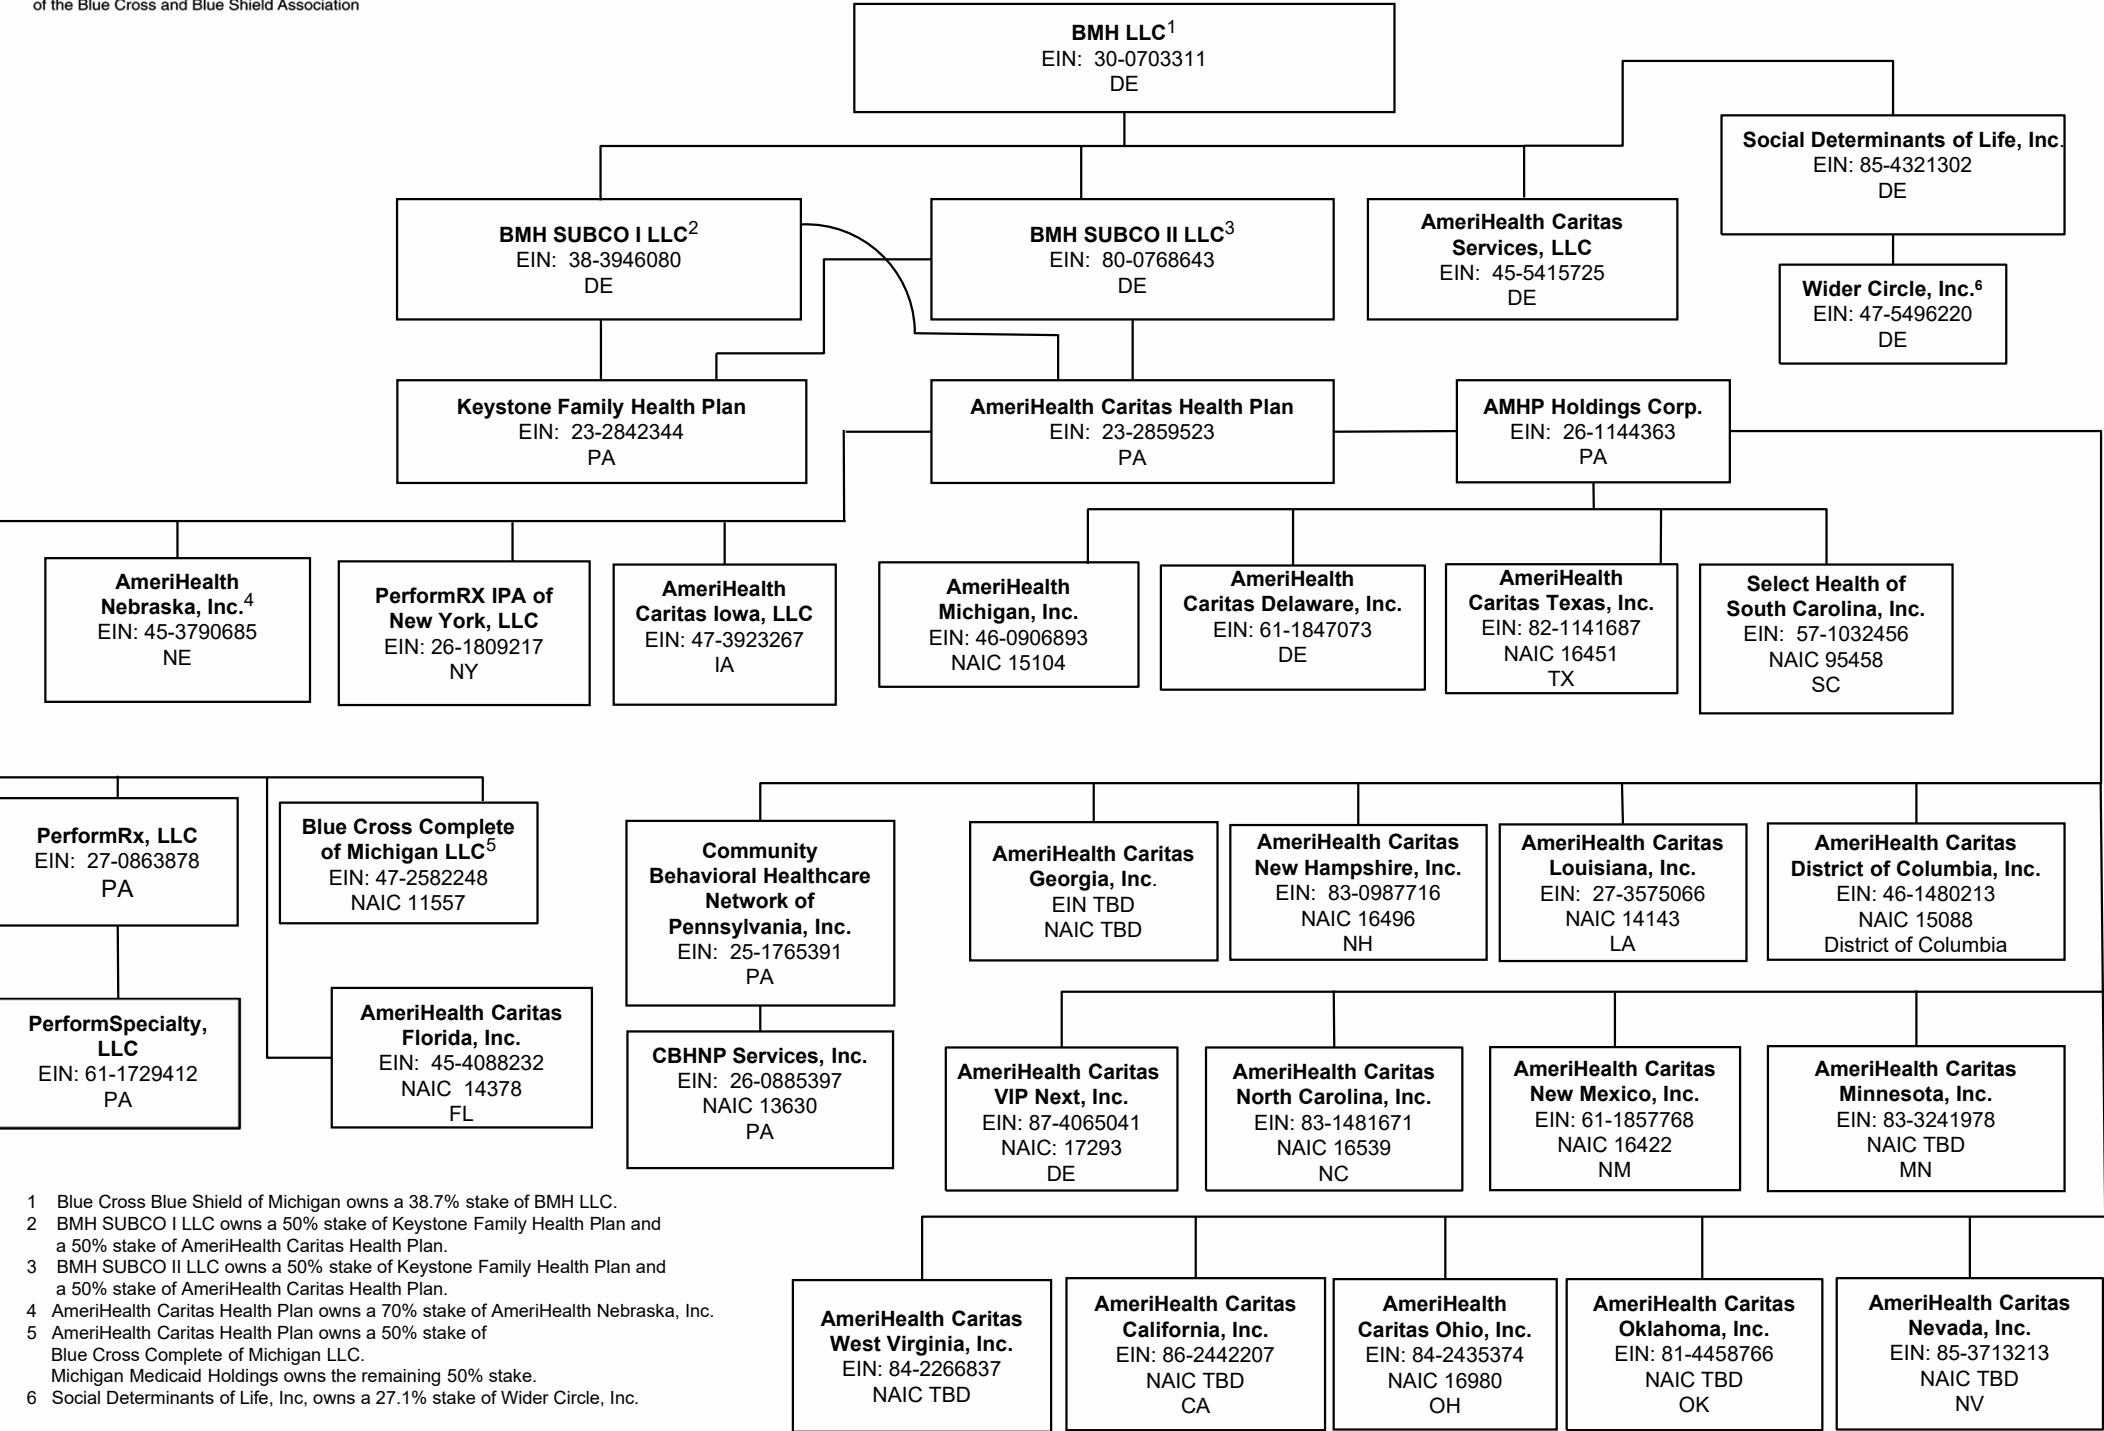 of the Blue Cross and Blue Shield Association
BMH LLC1
EIN: 30-0703311
DE
Social Determinants of Life, Inc.
EIN: 85-4321302
DE
BMH SUBCO I LLC2
EIN: 38-3946080
DE
BMH SUBCO II LLC3
EIN: 80-0768643
DE
AmeriHealth Caritas
Services, LLC
EIN: 45-5415725
DE
Wider Circle, Inc.6
EIN: 47-5496220
DE
Keystone Family Health Plan
EIN: 23-2842344
PA
AmeriHealth Caritas Health Plan
EIN: 23-2859523
PA
AMHP Holdings Corp.
EIN: 26-1144363
PA
AmeriHealth
Nebraska, Inc.4
EIN: 45-3790685
NE
PerformRX IPA of
New York, LLC
EIN: 26-1809217
NY
AmeriHealth
Caritas Iowa, LLC
EIN: 47-3923267
IA
AmeriHealth
Michigan, Inc.
EIN: 46-0906893
NAIC 15104
AmeriHealth
Caritas Delaware, Inc.
EIN: 61-1847073
DE
AmeriHealth
Caritas Texas, Inc.
EIN: 82-1141687
NAIC 16451
TX
Select Health of
South Carolina, Inc.
EIN: 57-1032456
NAIC 95458
SC
PerformRx, LLC
EIN: 27-0863878
PA
Blue Cross Complete
of Michigan LLC5
EIN: 47-2582248
NAIC 11557
Community
Behavioral Healthcare
Network of
Pennsylvania, Inc.
EIN: 25-1765391
PA
AmeriHealth Caritas
Georgia, Inc.
EIN TBD
NAIC TBD
AmeriHealth Caritas
New Hampshire, Inc.
EIN: 83-0987716
NAIC 16496
NH
AmeriHealth Caritas
Louisiana, Inc.
EIN: 27-3575066
NAIC 14143
LA
AmeriHealth Caritas
District of Columbia, Inc.
EIN: 46-1480213
NAIC 15088
District of Columbia
PerformSpecialty,
LLC
EIN: 61-1729412
PA
AmeriHealth Caritas
Florida, Inc.
EIN: 45-4088232
NAIC 14378
FL
CBHNP Services, Inc.
EIN: 26-0885397
NAIC 13630
PA
AmeriHealth Caritas
VIP Next, Inc.
EIN: 87-4065041
NAIC: 17293
DE
AmeriHealth Caritas
North Carolina, Inc.
EIN: 83-1481671
NAIC 16539
NC
AmeriHealth Caritas
New Mexico, Inc.
EIN: 61-1857768
NAIC 16422
NM
AmeriHealth Caritas
Minnesota, Inc.
EIN: 83-3241978
NAIC TBD
MN
1 Blue Cross Blue Shield of Michigan owns a 38.7% stake of BMH LLC.
2 BMH SUBCO I LLC owns a 50% stake of Keystone Family Health Plan and
a 50% stake of AmeriHealth Caritas Health Plan.
3 BMH SUBCO II LLC owns a 50% stake of Keystone Family Health Plan and
a 50% stake of AmeriHealth Caritas Health Plan.
4 AmeriHealth Caritas Health Plan owns a 70% stake of AmeriHealth Nebraska, Inc.
5 AmeriHealth Caritas Health Plan owns a 50% stake of
Blue Cross Complete of Michigan LLC.
Michigan Medicaid Holdings owns the remaining 50% stake.
6 Social Determinants of Life, Inc, owns a 27.1% stake of Wider Circle, Inc.
AmeriHealth Caritas
West Virginia, Inc.
EIN: 84-2266837
NAIC TBD
AmeriHealth Caritas
California, Inc.
EIN: 86-2442207
NAIC TBD
CA
AmeriHealth
Caritas Ohio, Inc.
EIN: 84-2435374
NAIC 16980
OH
AmeriHealth Caritas
Oklahoma, Inc.
EIN: 81-4458766
NAIC TBD
OK
AmeriHealth Caritas
Nevada, Inc.
EIN: 85-3713213
NAIC TBD
NV